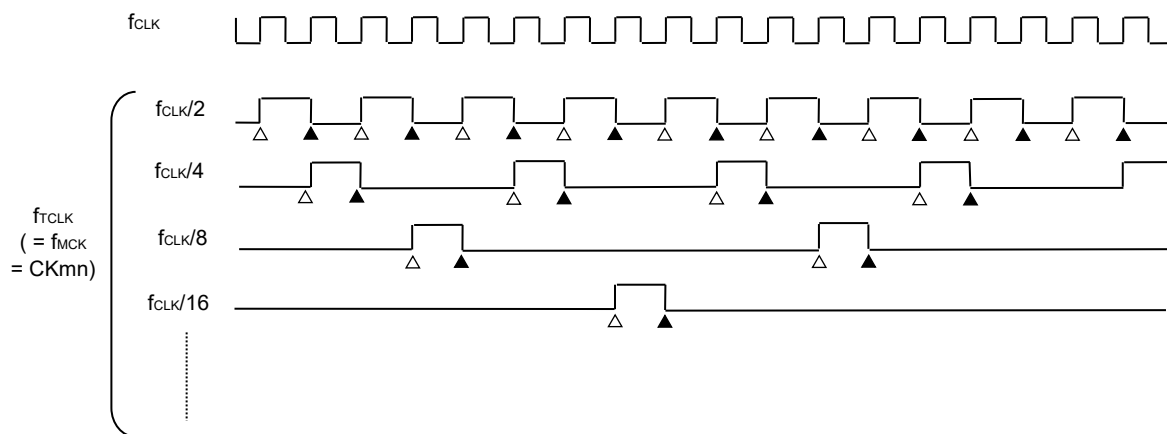 fCLK
fCLK/2
fCLK/4
fTCLK
( = fMCK
= CKmn)
fCLK/8
fCLK/16